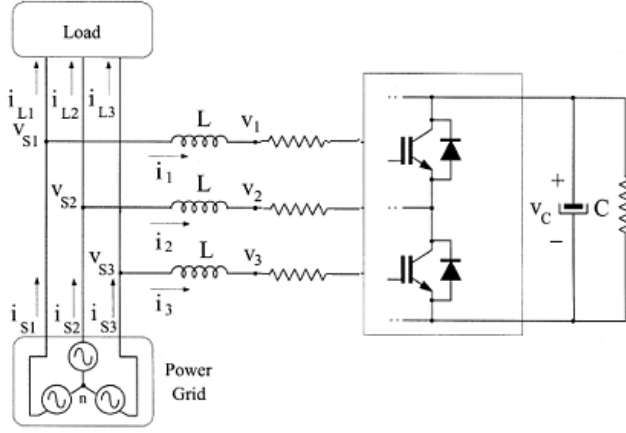 Load
i_L1 i_L2 i_L3
v_S1 L v_1
i_1
v_S2 L v_2
i_2
v_S3 L v_3
i_3
+
v_C C
−
i_S1 i_S2 i_S3
n
Power
Grid